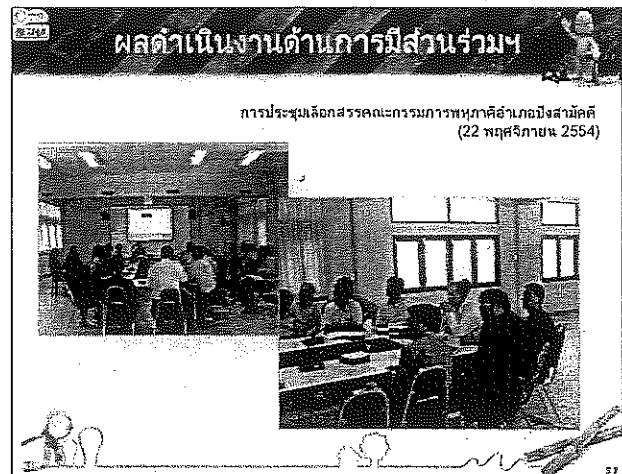 ผลดำเนินงานด้านการมีส่วนร่วมฯ
การประชุมเลือกสรรคณะกรรมการพหุภาคีอำเภอปังสามัคคี
(22 พฤศจิกายน 2554)